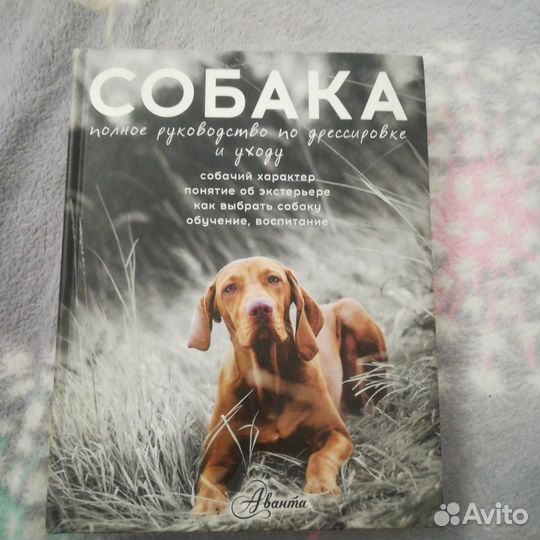 СОБАКА
полное руководство по дрессировке
и уходу
собачий характер
понятие об экстерьере
как выбрать собаку
обучение, воспитание
Аванта
Avito